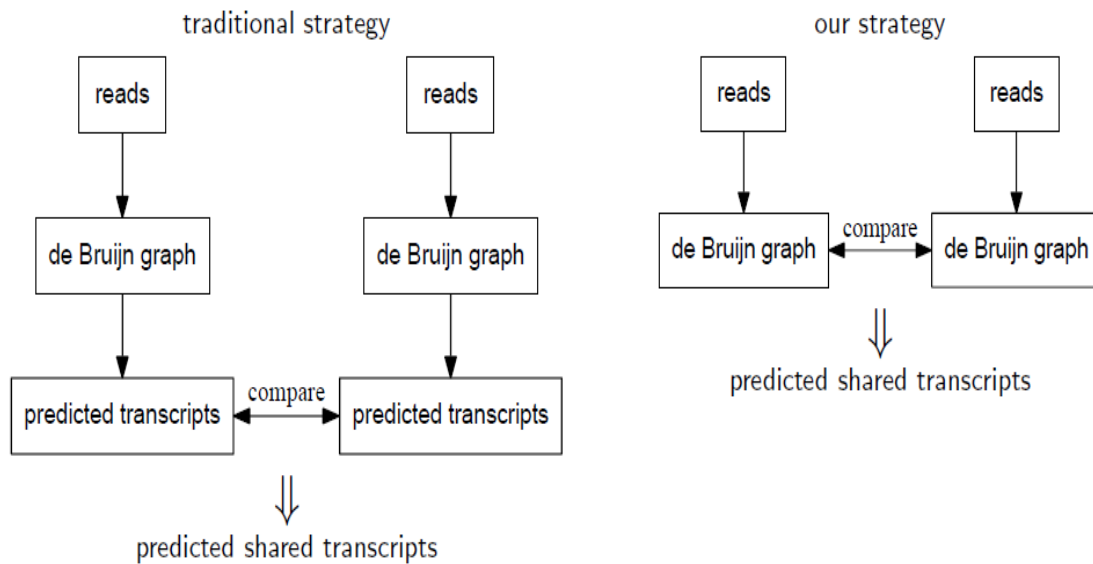 traditional strategy
reads
reads
de Bruijn graph
de Bruijn graph
predicted transcripts
compare
predicted transcripts
predicted shared transcripts
our strategy
reads
reads
de Bruijn graph
compare
de Bruijn graph
predicted shared transcripts